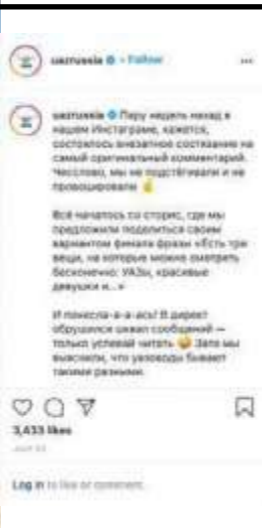 uazrussia • Follow
uazrussia Пару недель назад в
нашем Инстаграме, кажется,
состоялось внезапное состязание на
самый оригинальный комментарий.
Чесслово, мы не подстёгивали и не
провоцировали ✌️
Всё началось со сторис, где мы
предложили поделиться своим
вариантом финала фразы «Есть три
вещи, на которые можно смотреть
бесконечно: УАЗы, красивые
девушки и...»
И понесла-а-а-ась! В директ
обрушился шквал сообщений —
только успевай читать 😄 Зато мы
выяснили, что уазоводы бывают
такими разными.
3,433 likes
Log in to like or comment.